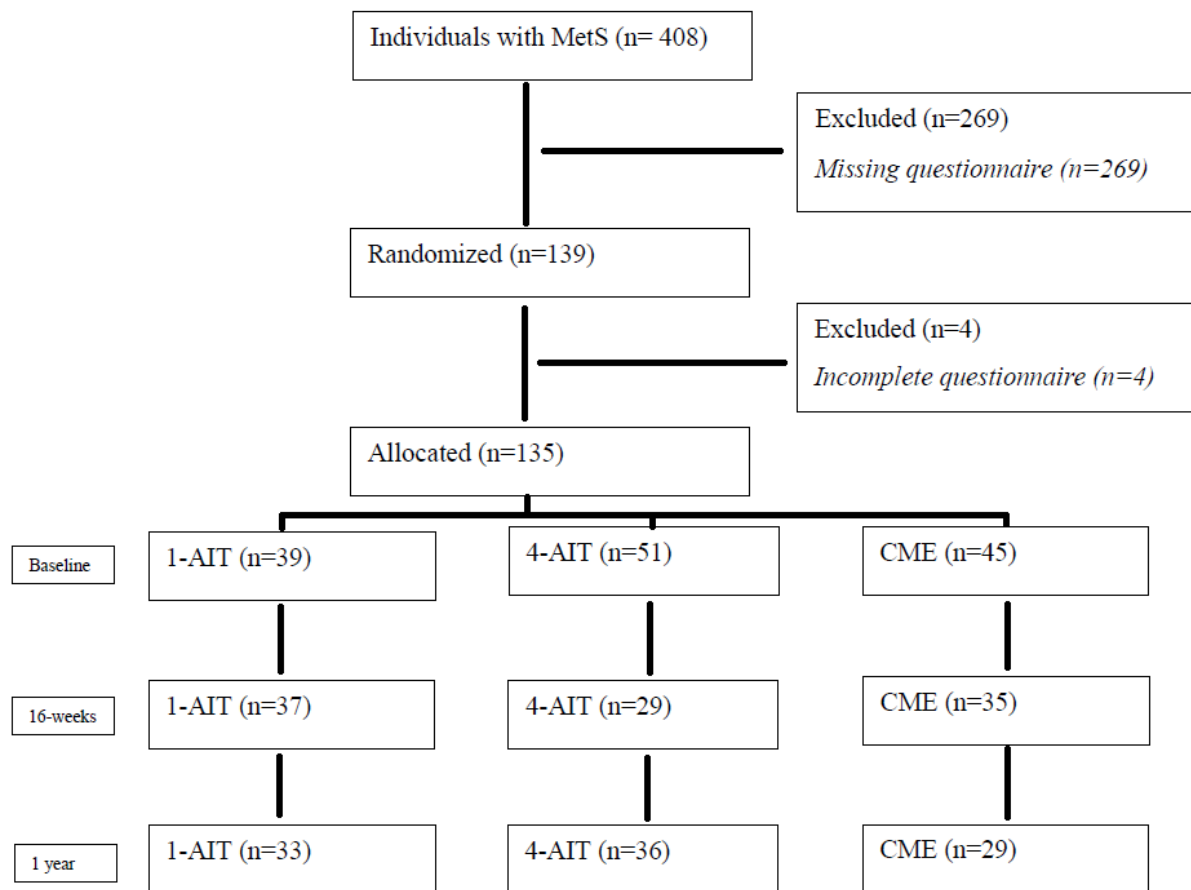 Individuals with MetS (n= 408)
Excluded (n=269)
Missing questionnaire (n=269)
Randomized (n=139)
Excluded (n=4)
Incomplete questionnaire (n=4)
Allocated (n=135)
Baseline
1-AIT (n=39)
4-AIT (n=51)
CME (n=45)
16-weeks
1-AIT (n=37)
4-AIT (n=29)
CME (n=35)
1 year
1-AIT (n=33)
4-AIT (n=36)
CME (n=29)